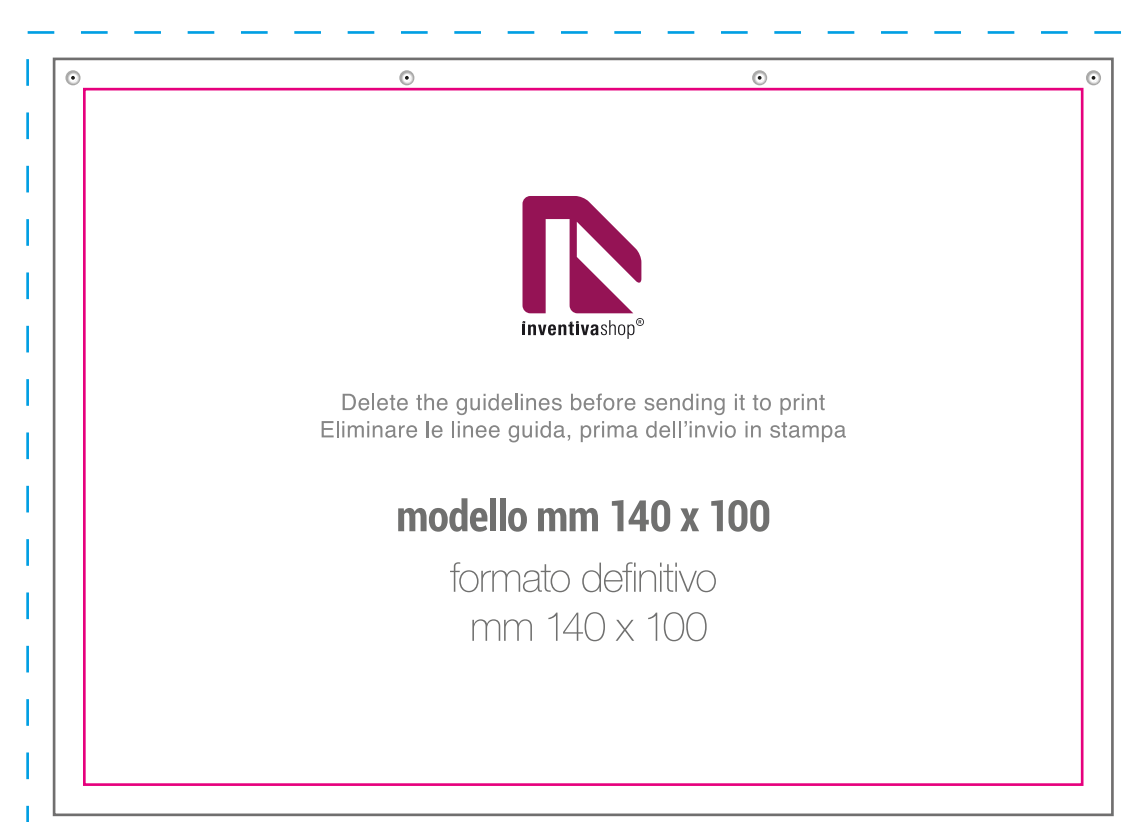 inventivashop®
Delete the guidelines before sending it to print
Eliminare le linee guida, prima dell'invio in stampa
modello mm 140 x 100
formato definitivo
mm 140 x 100